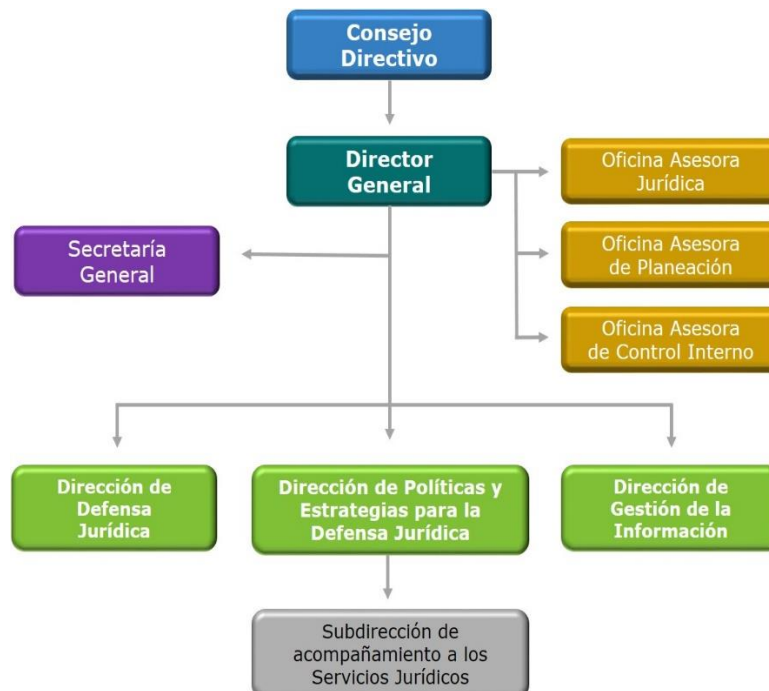 Consejo
Directivo
Director
General
Oficina Asesora
Jurídica
Secretaría
General
Oficina Asesora
de Planeación
Oficina Asesora
de Control Interno
Dirección de
Defensa
Jurídica
Dirección de Políticas y
Estrategias para la
Defensa Jurídica
Dirección de
Gestión de la
Información
Subdirección de
acompañamiento a los
Servicios Jurídicos